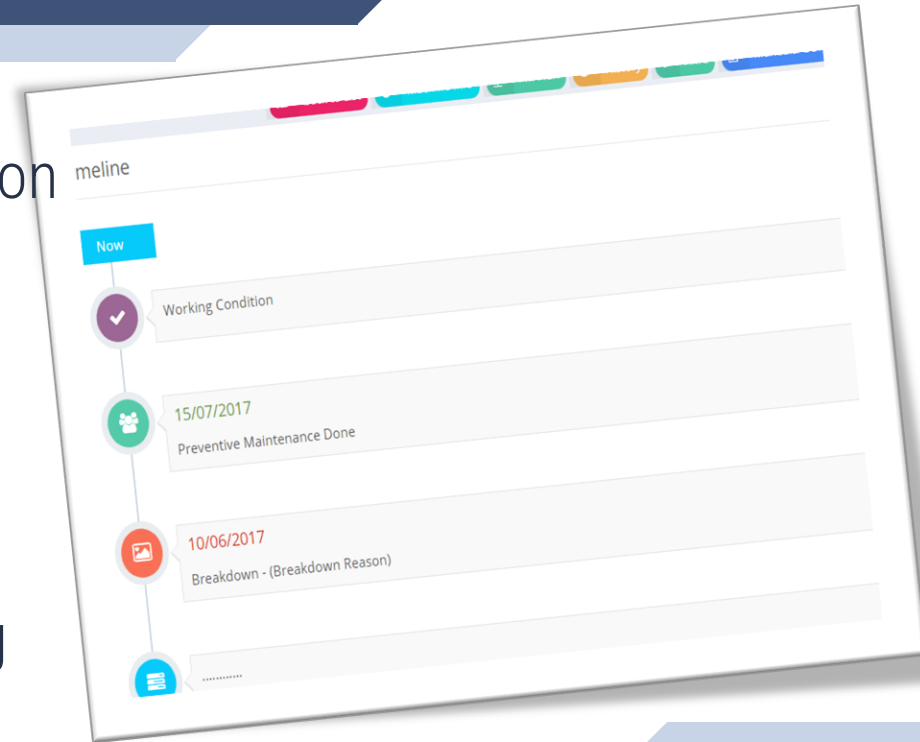 on
meline
Now
Working Condition
15/07/2017
Preventive Maintenance Done
10/06/2017
Breakdown - (Breakdown Reason)
............
g